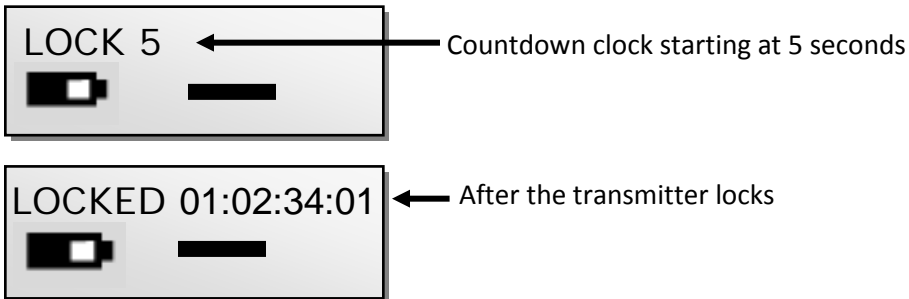 LOCK 5
Countdown clock starting at 5 seconds
LOCKED 01:02:34:01
After the transmitter locks